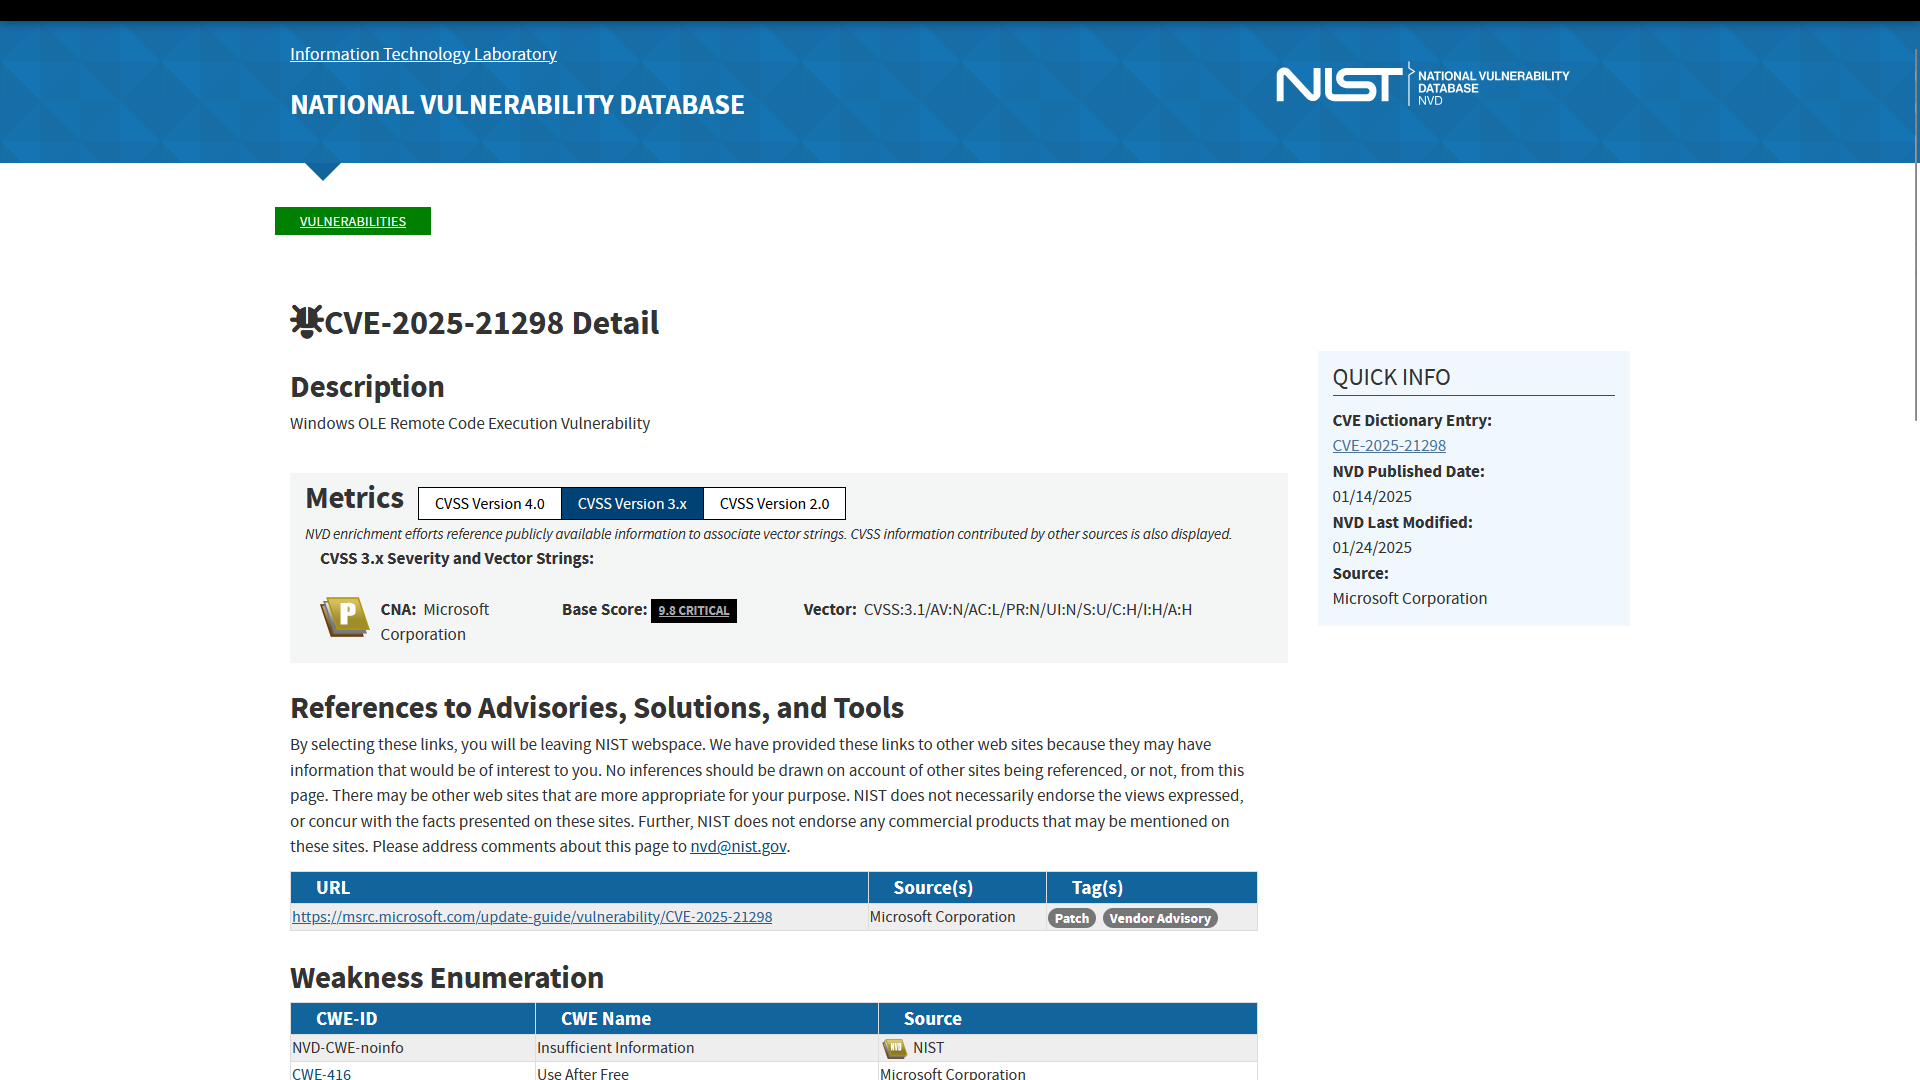 Information Technology Laboratory
NATIONAL VULNERABILITY DATABASE
NIST
NATIONAL VULNERABILITY
DATABASE
NVD
VULNERABILITIES
CVE-2025-21298 Detail
Description
Windows OLE Remote Code Execution Vulnerability
Metrics
CVSS Version 4.0
CVSS Version 3.x
CVSS Version 2.0
NVD enrichment efforts reference publicly available information to associate vector strings. CVSS information contributed by other sources is also displayed.
CVSS 3.x Severity and Vector Strings:
P
CNA: Microsoft
Corporation
Base Score: 9.8 CRITICAL
Vector: CVSS:3.1/AV:N/AC:L/PR:N/UI:N/S:U/C:H/I:H/A:H
QUICK INFO
CVE Dictionary Entry:
CVE-2025-21298
NVD Published Date:
01/14/2025
NVD Last Modified:
01/24/2025
Source:
Microsoft Corporation
References to Advisories, Solutions, and Tools
By selecting these links, you will be leaving NIST webspace. We have provided these links to other web sites because they may have
information that would be of interest to you. No inferences should be drawn on account of other sites being referenced, or not, from this
page. There may be other web sites that are more appropriate for your purpose. NIST does not necessarily endorse the views expressed,
or concur with the facts presented on these sites. Further, NIST does not endorse any commercial products that may be mentioned on
these sites. Please address comments about this page to nvd@nist.gov.
URL Source(s) Tag(s)
https://msrc.microsoft.com/update-guide/vulnerability/CVE-2025-21298 Microsoft Corporation Patch Vendor Advisory
Weakness Enumeration
CWE-ID CWE Name Source
NVD-CWE-noinfo Insufficient Information NVD NIST
CWE-416 Use After Free Microsoft Corporation